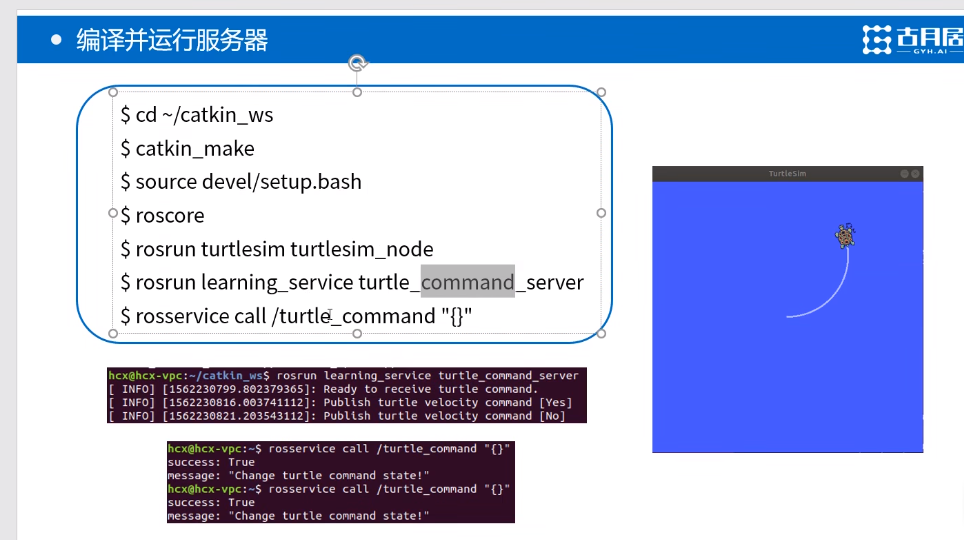 编译并运行服务器
古月居
GYH.AI
$ cd ~/catkin_ws
$ catkin_make
$ source devel/setup.bash
$ roscore
$ rosrun turtlesim turtlesim_node
$ rosrun learning_service turtle_command_server
$ rosservice call /turtle_command "{}"
TurtleSim
hcx@hcx-vpc:~/catkin_ws$ rosrun learning_service turtle_command_server
[ INFO] [1562230799.802379365]: Ready to receive turtle command.
[ INFO] [1562230816.003741112]: Publish turtle velocity command [Yes]
[ INFO] [1562230821.203543112]: Publish turtle velocity command [No]
hcx@hcx-vpc:~$ rosservice call /turtle_command "{}"
success: True
message: "Change turtle command state!"
hcx@hcx-vpc:~$ rosservice call /turtle_command "{}"
success: True
message: "Change turtle command state!"